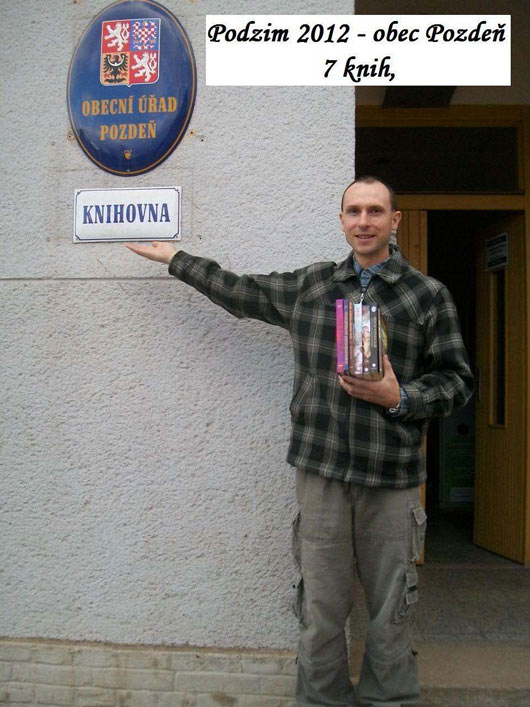 Podzim 2012 - obec Pozdeň
7 knih,
OBECNÍ ÚŘAD
POZDEŇ
KNIHOVNA